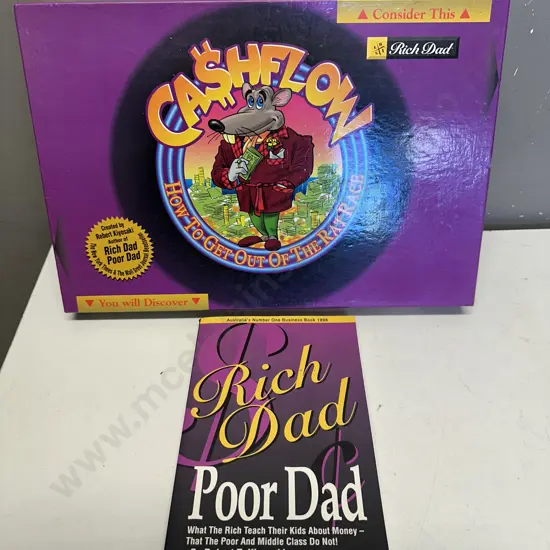 ▲ Consider This ▲
Rich Dad
CA$HFLOW
HOW TO GET OUT OF THE RAT RACE
Created by
Robert Kiyosaki
Author of
Rich Dad
Poor Dad
▼ You will Discover ▼
Australia's Number One Business Book 1998
Rich
Dad
Poor Dad
What The Rich Teach Their Kids About Money –
That The Poor And Middle Class Do Not!